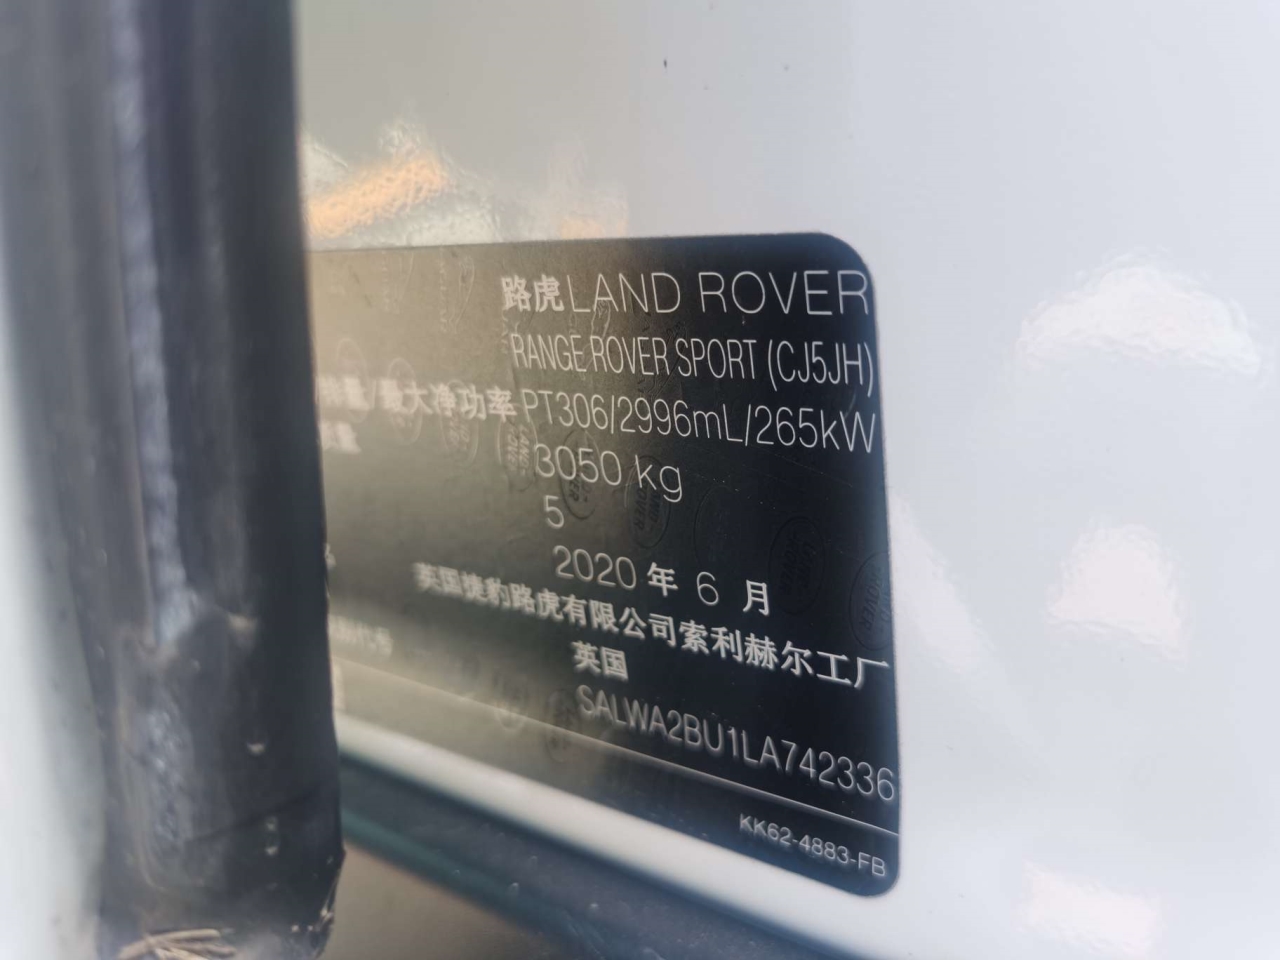 路虎LAND ROVER
RANGE ROVER SPORT (CJ5JH)
量/最大净功率 PT306/2996mL/265kW
3050 kg
5
2020 年 6 月
英国捷豹路虎有限公司索利赫尔工厂
英国
SALWA2BU1LA742336
KK62-4883-FB